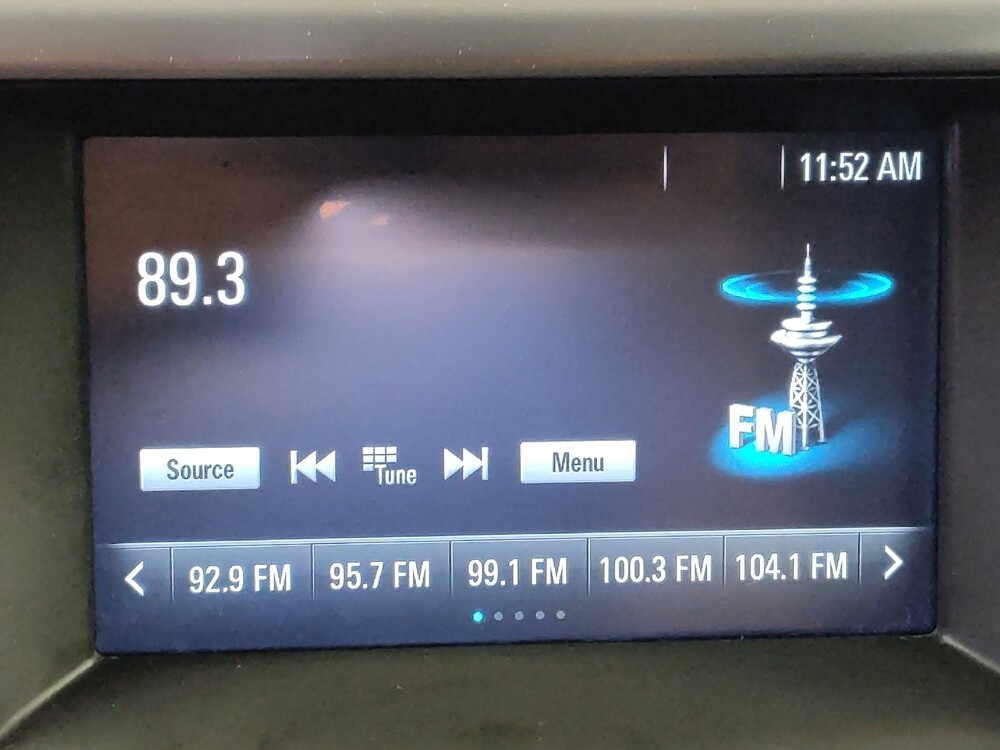 11:52 AM
89.3
FM
Source Tune Menu
92.9 FM 95.7 FM 99.1 FM 100.3 FM 104.1 FM